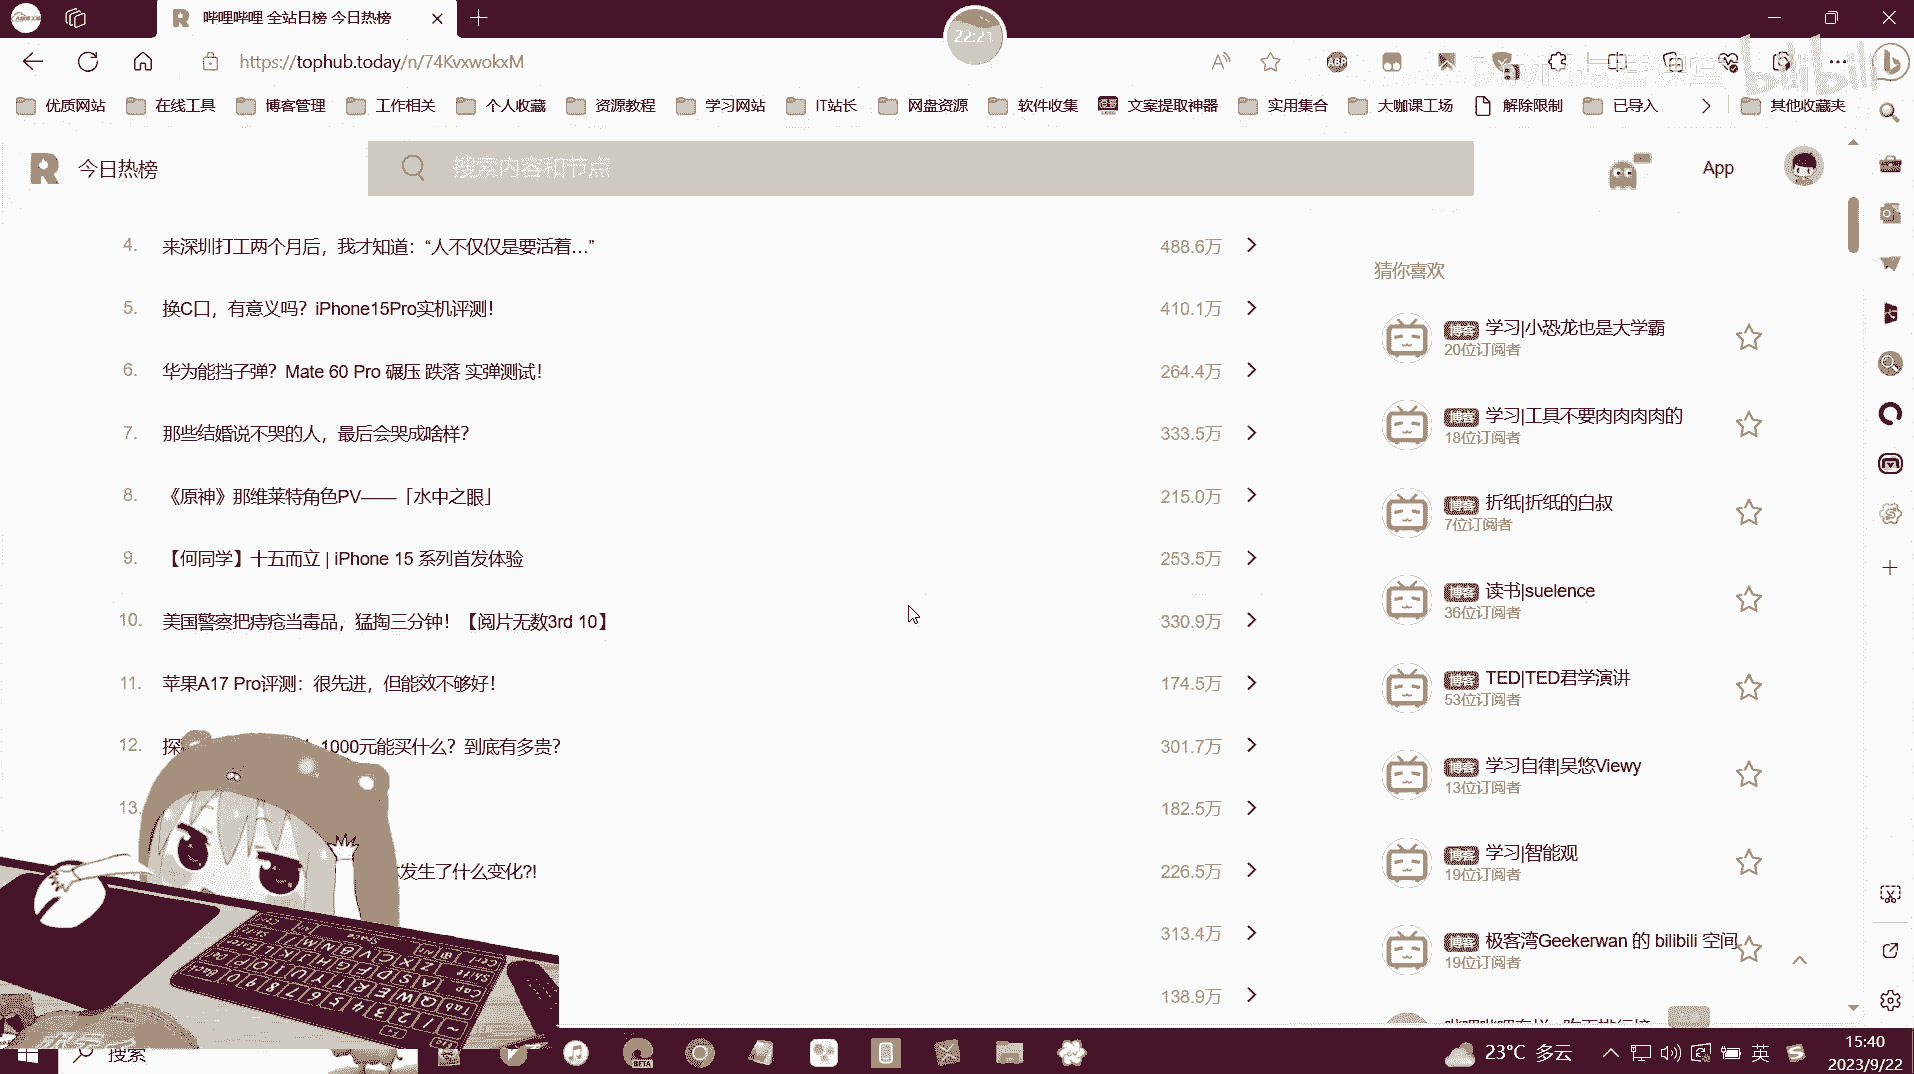 哔哩哔哩 全站日榜 今日热榜
22:21
https://tophub.today/n/74KvxwokxM
ABP
bilibili
优质网站 在线工具 博客管理 工作相关 个人收藏 资源教程 学习网站 IT站长 网盘资源 软件收集 文案提取神器 实用集合 大咖课工场 解除限制 已导入 其他收藏夹
今日热榜
搜索内容和节点
App
4. 来深圳打工两个月后，我才知道：“人不仅仅是要活着…” 488.6万
5. 换C口，有意义吗？iPhone15Pro实机评测！ 410.1万
6. 华为能挡子弹？Mate 60 Pro 碾压 跌落 实弹测试！ 264.4万
7. 那些结婚说不哭的人，最后会哭成啥样？ 333.5万
8. 《原神》那维莱特角色PV——「水中之眼」 215.0万
9. 【何同学】十五而立 | iPhone 15 系列首发体验 253.5万
10. 美国警察把痔疮当毒品，猛掏三分钟！【阅片无数3rd 10】 330.9万
11. 苹果A17 Pro评测：很先进，但能效不够好！ 174.5万
12. 探 1000元能买什么？到底有多贵？ 301.7万
13. 182.5万
发生了什么变化?! 226.5万
313.4万
138.9万
猜你喜欢
博客 学习|小恐龙也是大学霸
20位订阅者
博客 学习|工具不要肉肉肉肉的
18位订阅者
博客 折纸|折纸的白叔
7位订阅者
博客 读书|suelence
36位订阅者
博客 TED|TED君学演讲
53位订阅者
博客 学习自律|吴悠Viewy
13位订阅者
博客 学习|智能观
19位订阅者
博客 极客湾Geekerwan 的 bilibili 空间
19位订阅者
搜索
BETA
23°C 多云
英
15:40
2023/9/22